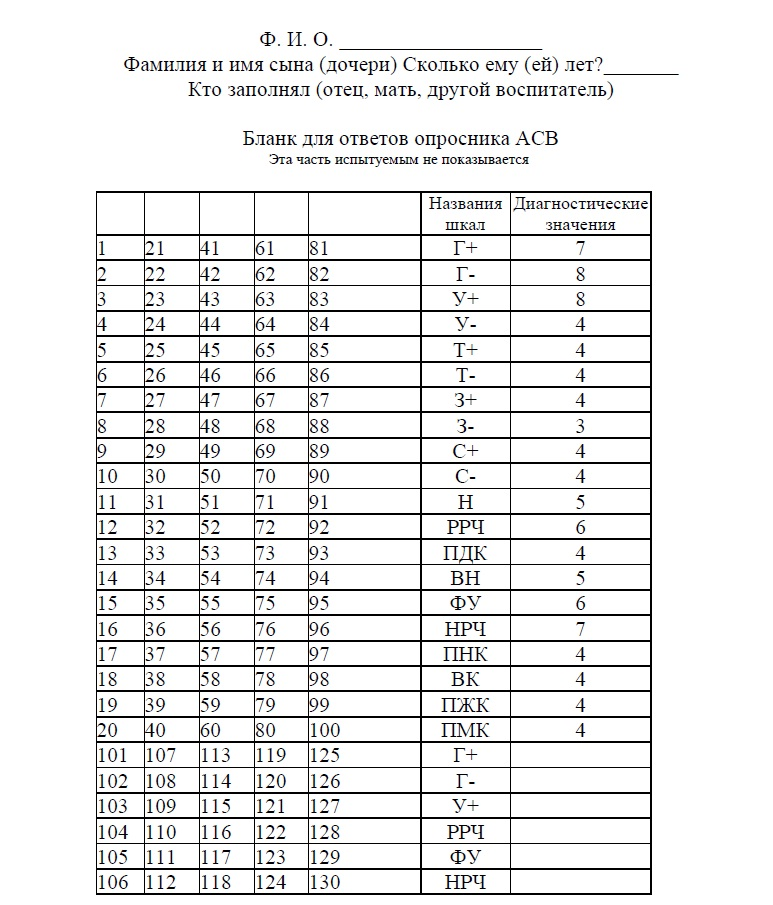 Ф. И. О. ___________________
Фамилия и имя сына (дочери) Сколько ему (ей) лет?_______
Кто заполнял (отец, мать, другой воспитатель)
Бланк для ответов опросника АСВ
Эта часть испытуемым не показывается
Названия шкал Диагностические значения
1 21 41 61 81 Г+ 7
2 22 42 62 82 Г- 8
3 23 43 63 83 У+ 8
4 24 44 64 84 У- 4
5 25 45 65 85 Т+ 4
6 26 46 66 86 Т- 4
7 27 47 67 87 З+ 4
8 28 48 68 88 З- 3
9 29 49 69 89 С+ 4
10 30 50 70 90 С- 4
11 31 51 71 91 Н 5
12 32 52 72 92 РРЧ 6
13 33 53 73 93 ПДК 4
14 34 54 74 94 ВН 5
15 35 55 75 95 ФУ 6
16 36 56 76 96 НРЧ 7
17 37 57 77 97 ПНК 4
18 38 58 78 98 ВК 4
19 39 59 79 99 ПЖК 4
20 40 60 80 100 ПМК 4
101 107 113 119 125 Г+
102 108 114 120 126 Г-
103 109 115 121 127 У+
104 110 116 122 128 РРЧ
105 111 117 123 129 ФУ
106 112 118 124 130 НРЧ